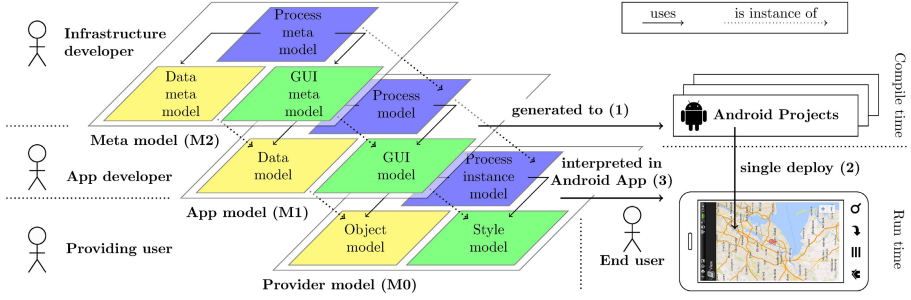 Infrastructure
developer
Process
meta
model
uses
is instance of
Data
meta
model
GUI
meta
model
Process
model
Compile time
generated to (1)
Android Projects
Meta model (M2)
App developer
Data
model
GUI
model
Process
instance
model
interpreted in
Android App (3)
single deploy (2)
App model (M1)
Providing user
Object
model
Style
model
End user
Run time
Provider model (M0)